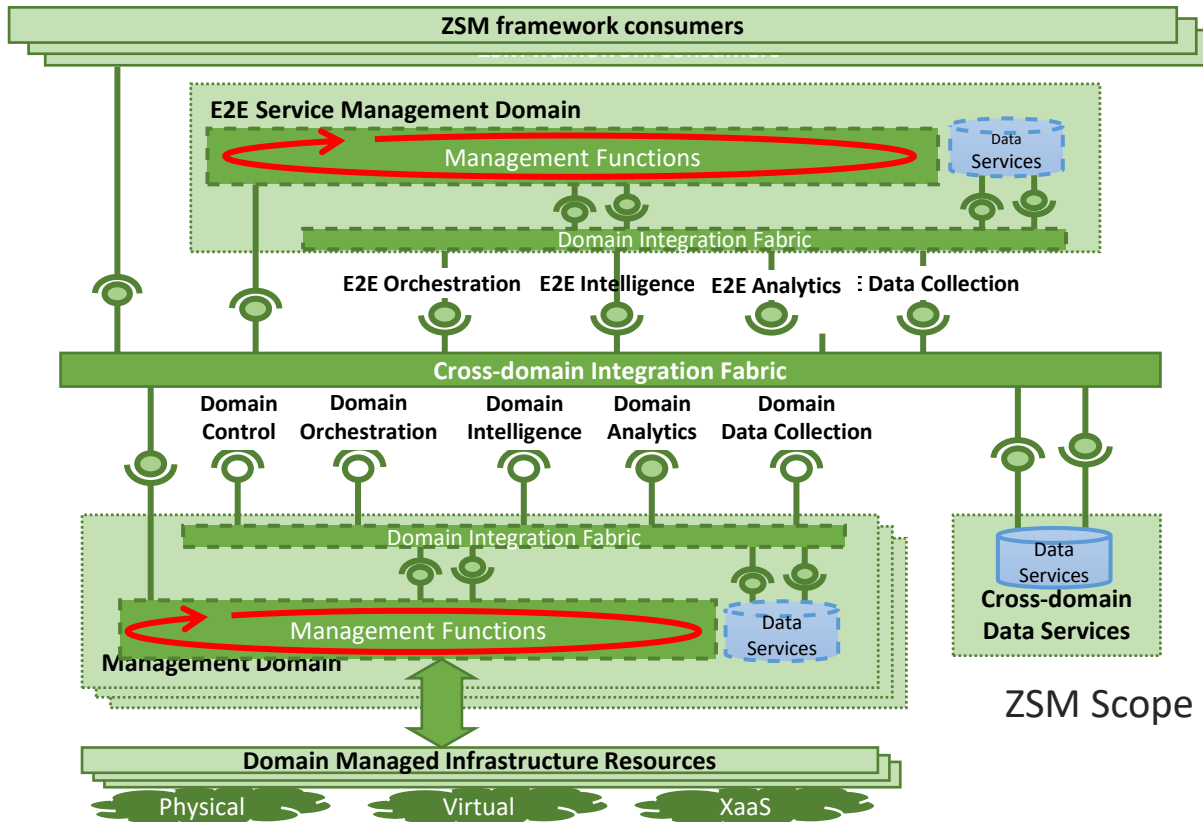 ZSM framework consumers
E2E Service Management Domain
Management Functions
Data
Services
Domain Integration Fabric
E2E Orchestration
E2E Intelligence
E2E Analytics
Data Collection
Cross-domain Integration Fabric
Domain
Control
Domain
Orchestration
Domain
Intelligence
Domain
Analytics
Domain
Data Collection
Domain Integration Fabric
Management Functions
Data
Services
Management Domain
Data
Services
Cross-domain
Data Services
ZSM Scope
Domain Managed Infrastructure Resources
Physical
Virtual
XaaS